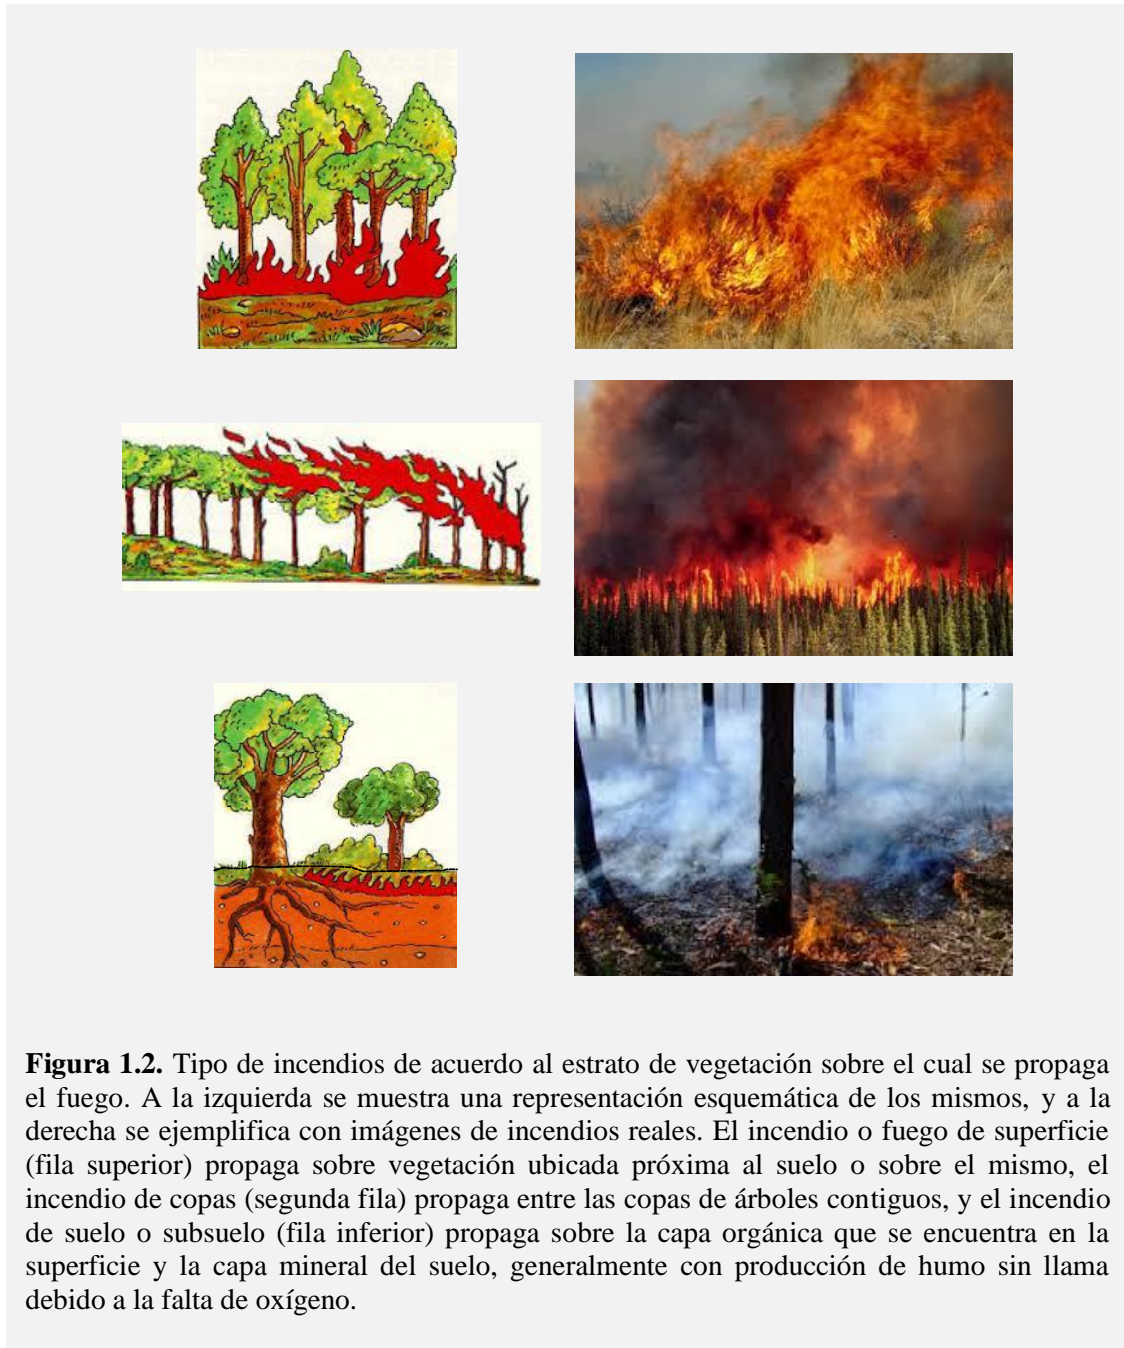 Figura 1.2. Tipo de incendios de acuerdo al estrato de vegetación sobre el cual se propaga
el fuego. A la izquierda se muestra una representación esquemática de los mismos, y a la
derecha se ejemplifica con imágenes de incendios reales. El incendio o fuego de superficie
(fila superior) propaga sobre vegetación ubicada próxima al suelo o sobre el mismo, el
incendio de copas (segunda fila) propaga entre las copas de árboles contiguos, y el incendio
de suelo o subsuelo (fila inferior) propaga sobre la capa orgánica que se encuentra en la
superficie y la capa mineral del suelo, generalmente con producción de humo sin llama
debido a la falta de oxígeno.